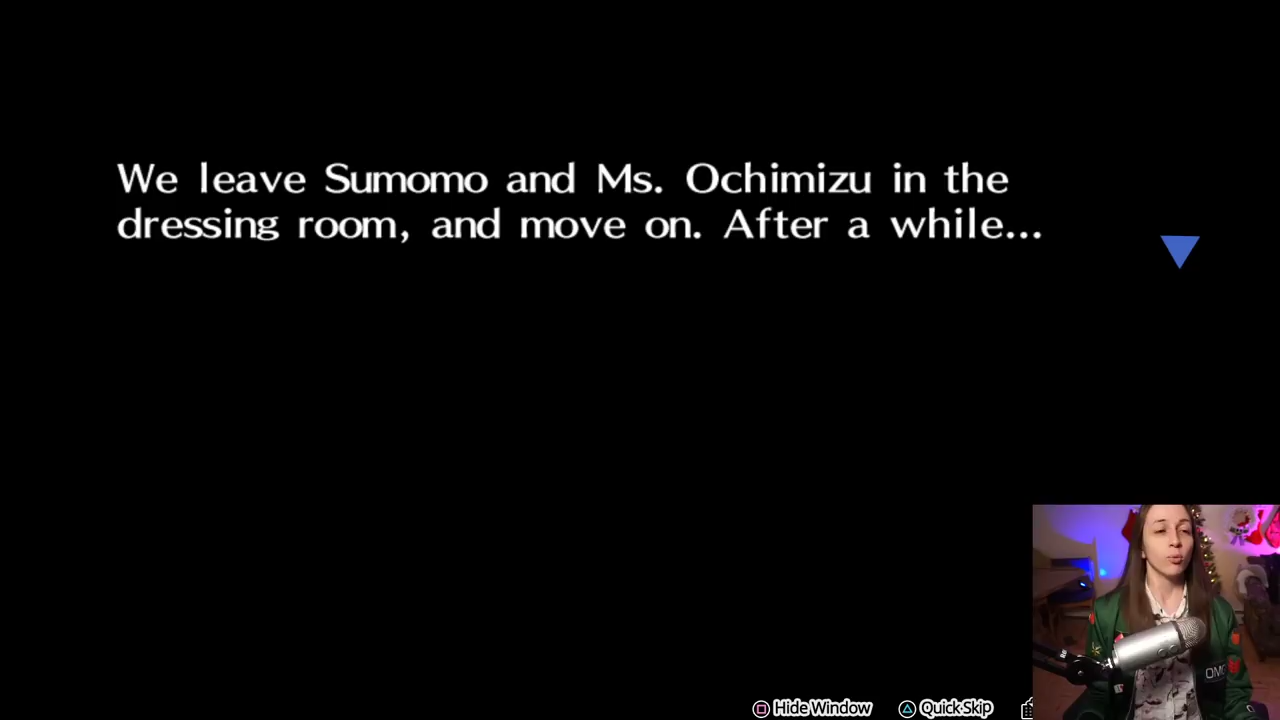 We leave Sumomo and Ms. Ochimizu in the
dressing room, and move on. After a while...
Hide Window Quick Skip
OMG